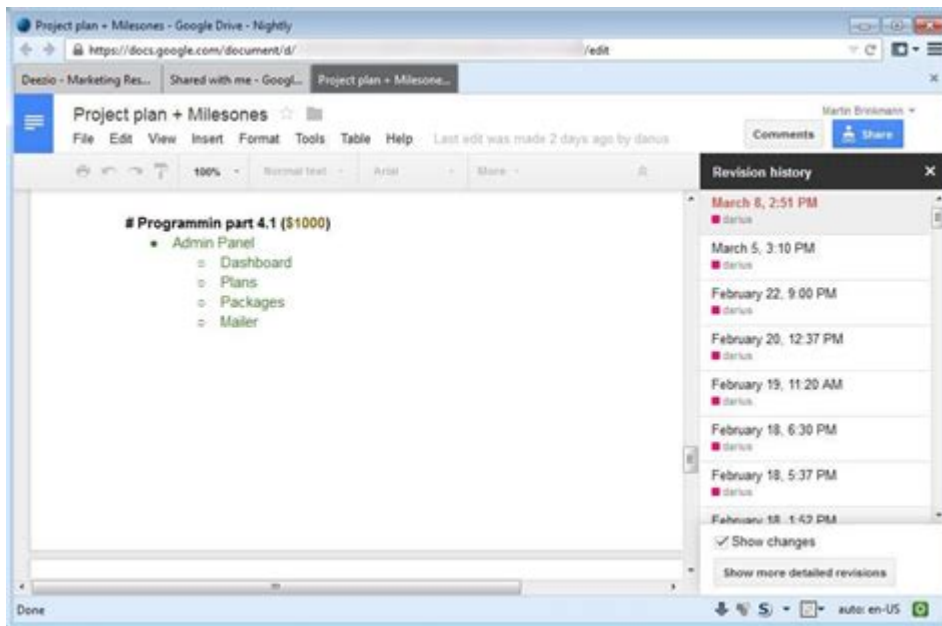 Project plan + Milesones - Google Drive - Nightly
https://docs.google.com/document/d/ /edit
Deezio - Marketing Res... Shared with me - Googl... Project plan + Milesone...
Project plan + Milesones
Martin Brinkmann
File Edit View Insert Format Tools Table Help Last edit was made 2 days ago by darius
Comments Share
100% Normal text Arial More
Revision history
# Programmin part 4.1 ($1000)
Admin Panel
Dashboard
Plans
Packages
Mailer
March 8, 2:51 PM
darius
March 5, 3:10 PM
darius
February 22, 9:00 PM
darius
February 20, 12:37 PM
darius
February 19, 11:20 AM
darius
February 18, 6:30 PM
darius
February 18, 5:37 PM
darius
February 18, 1:52 PM
Show changes
Show more detailed revisions
Done
auto: en-US